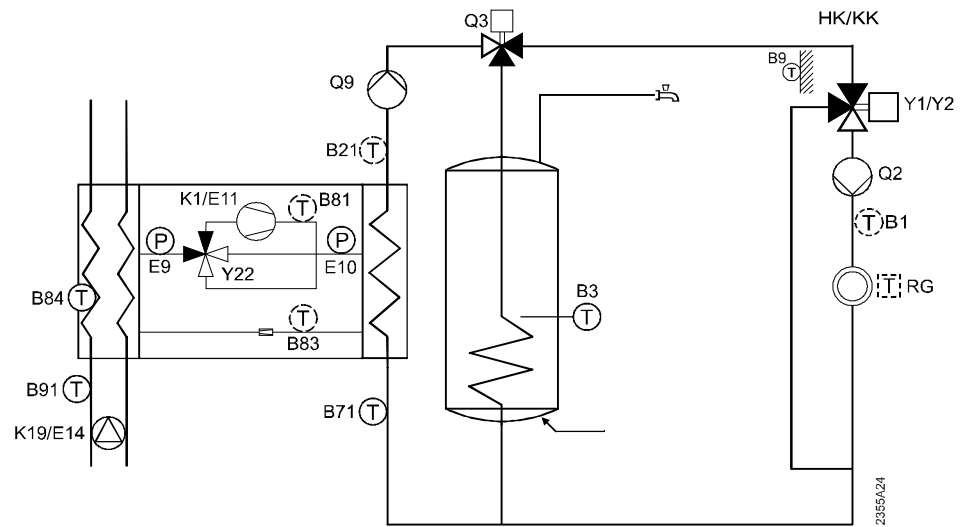 Q3
HK/KK
B9
T
Q9
Y1/Y2
B21
T
Q2
K1/E11
T
B81
T
B1
P
P
E9
Y22
E10
T
RG
B84
T
B3
T
T
B83
B91
T
B71
T
K19/E14
2355A24